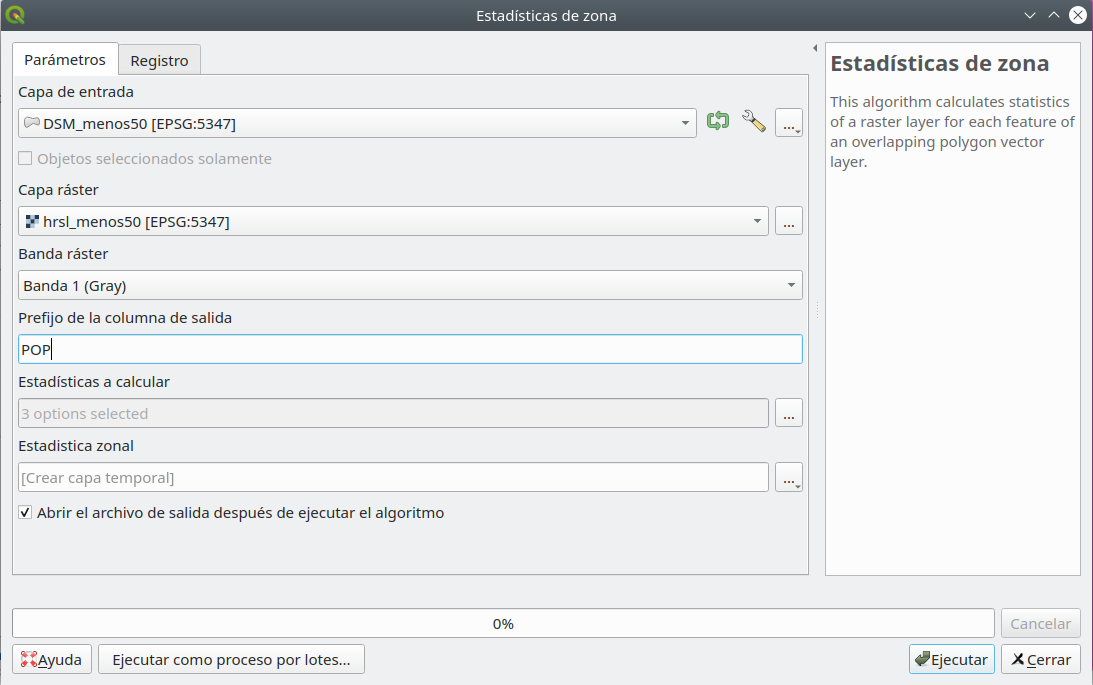 Estadísticas de zona
Parámetros
Registro
Capa de entrada
DSM_menos50 [EPSG:5347]
...
Objetos seleccionados solamente
Capa ráster
hrsl_menos50 [EPSG:5347]
...
Banda ráster
Banda 1 (Gray)
Prefijo de la columna de salida
POP
Estadísticas a calcular
3 options selected
...
Estadistica zonal
[Crear capa temporal]
...
Abrir el archivo de salida después de ejecutar el algoritmo
Estadísticas de zona
This algorithm calculates statistics
of a raster layer for each feature of
an overlapping polygon vector
layer.
0%
Cancelar
Ayuda
Ejecutar como proceso por lotes...
Ejecutar
Cerrar